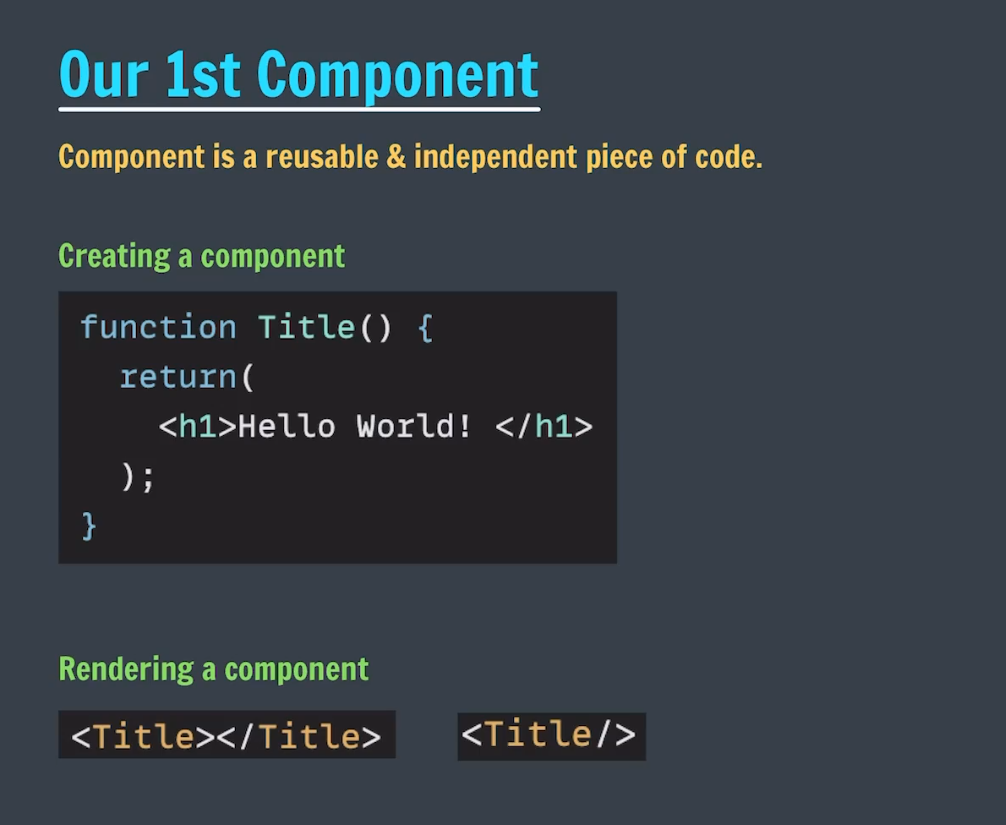 Our 1st Component
Component is a reusable & independent piece of code.
Creating a component
function Title() {
  return(
    <h1>Hello World! </h1>
  );
}
Rendering a component
<Title></Title>
<Title/>